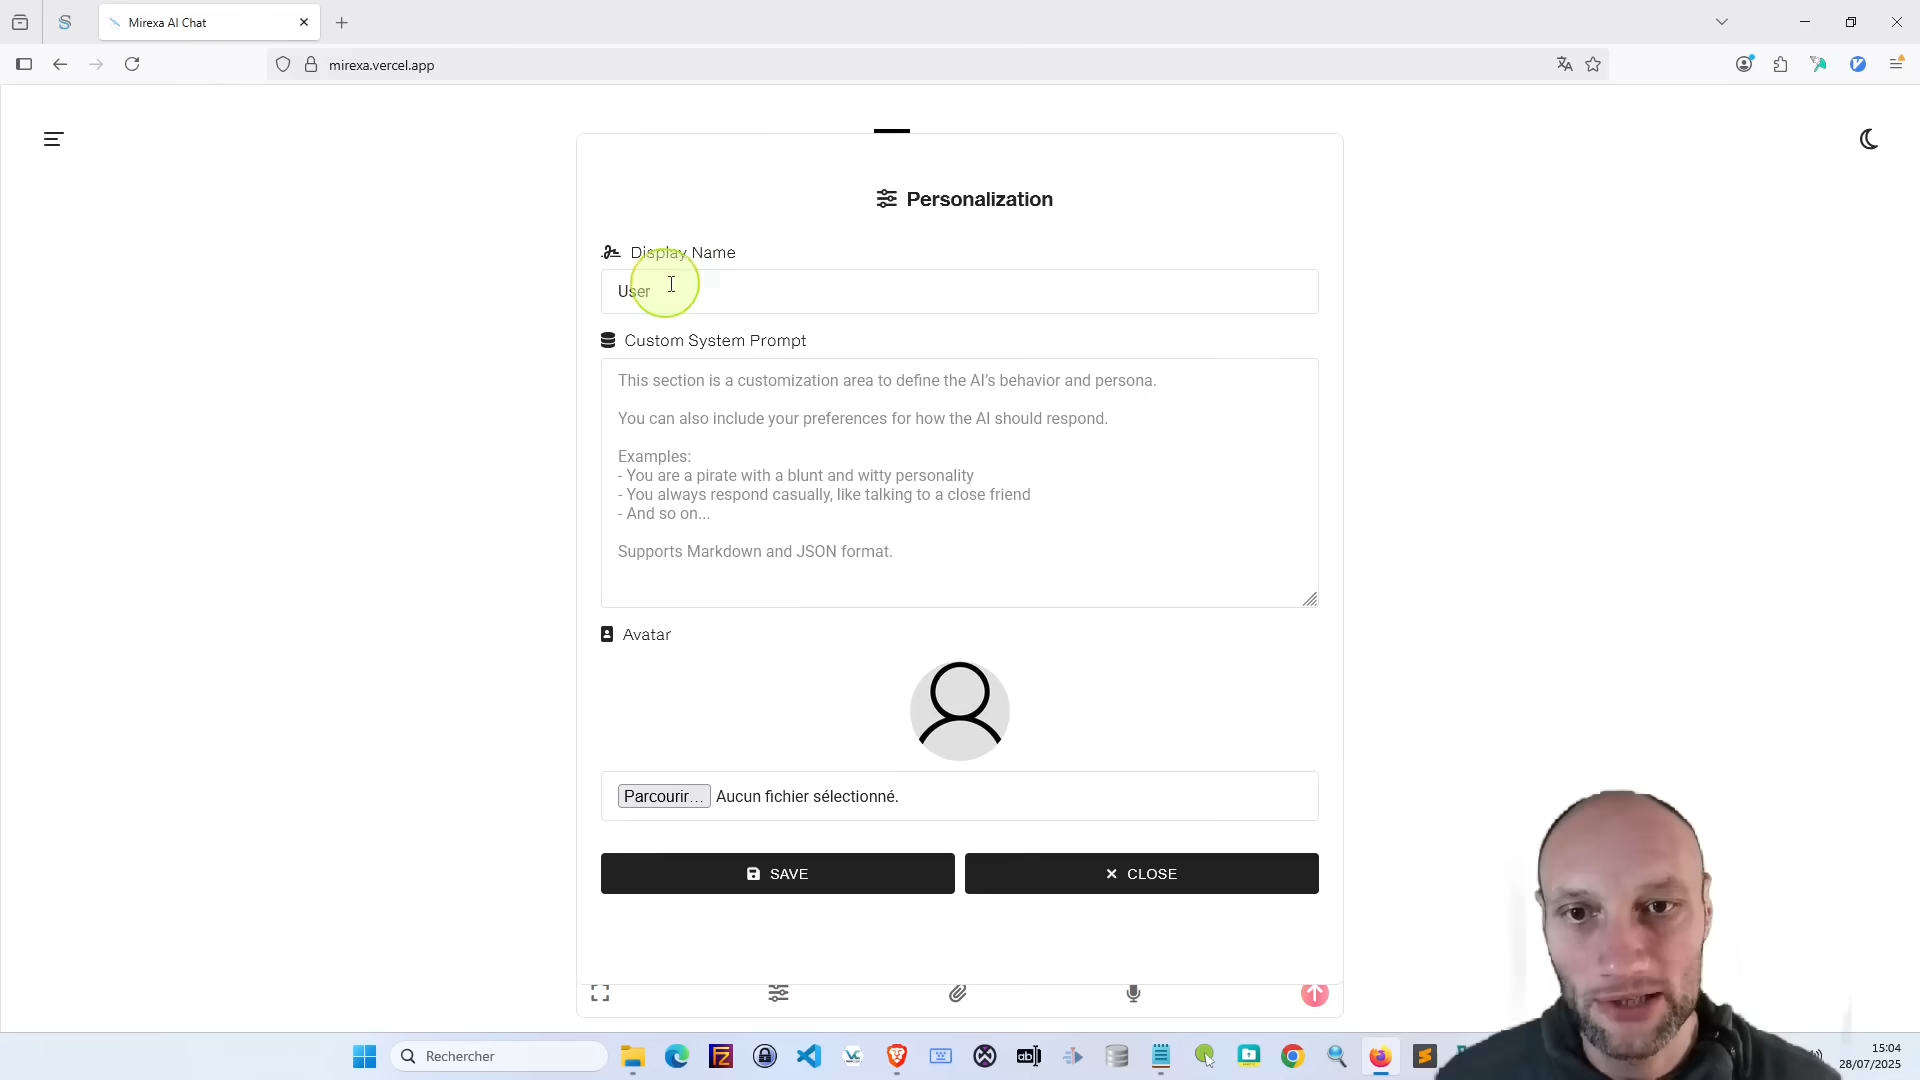 Mirexa AI Chat
mirexa.vercel.app
Personalization
Display Name
User
Custom System Prompt
This section is a customization area to define the AI's behavior and persona.
You can also include your preferences for how the AI should respond.
Examples:
- You are a pirate with a blunt and witty personality
- You always respond casually, like talking to a close friend
- And so on...
Supports Markdown and JSON format.
Avatar
Parcourir... Aucun fichier sélectionné.
SAVE
CLOSE
Rechercher
15:04
28/07/2025